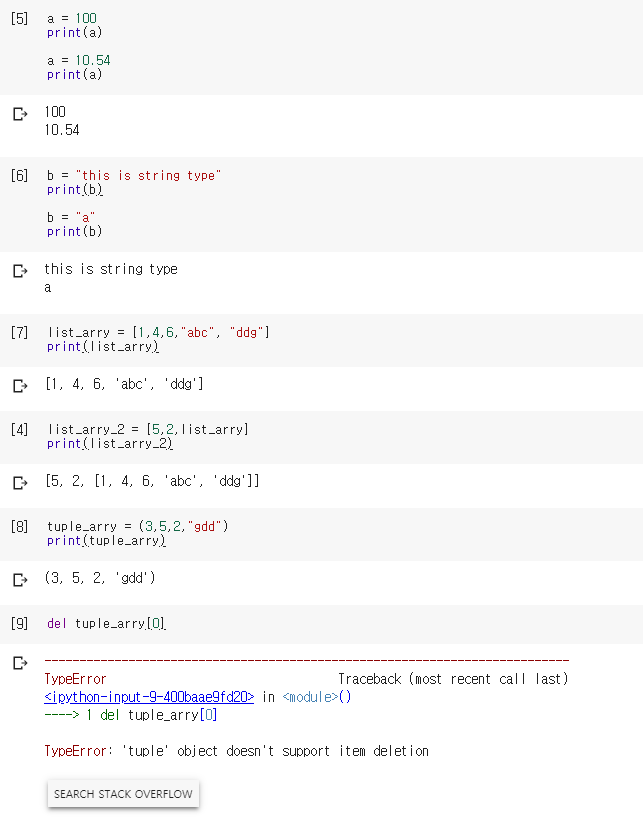 [5] a = 100
print(a)
a = 10.54
print(a)
100
10.54
[6] b = "this is string type"
print(b)
b = "a"
print(b)
this is string type
a
[7] list_arry = [1,4,6,"abc", "ddg"]
print(list_arry)
[1, 4, 6, 'abc', 'ddg']
[4] list_arry_2 = [5,2,list_arry]
print(list_arry_2)
[5, 2, [1, 4, 6, 'abc', 'ddg']]
[8] tuple_arry = (3,5,2,"gdd")
print(tuple_arry)
(3, 5, 2, 'gdd')
[9] del tuple_arry[0]
---------------------------------------------------------------------------
TypeError Traceback (most recent call last)
<ipython-input-9-400baae9fd20> in <module>()
----> 1 del tuple_arry[0]
TypeError: 'tuple' object doesn't support item deletion
SEARCH STACK OVERFLOW